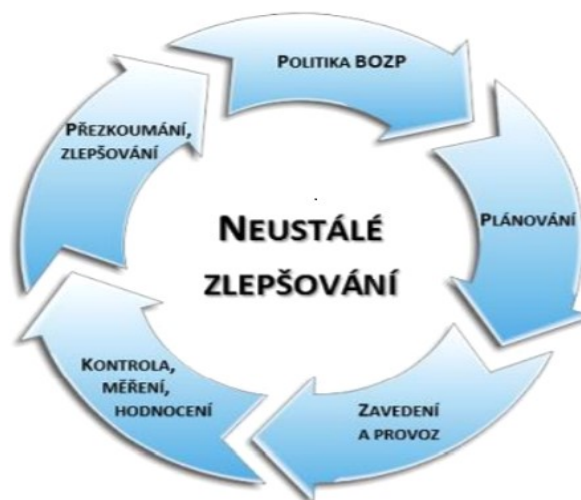 Politika BOZP
Plánování
Zavedení
a provoz
Kontrola,
měření,
hodnocení
Přezkoumání,
zlepšování
Neustálé
zlepšování